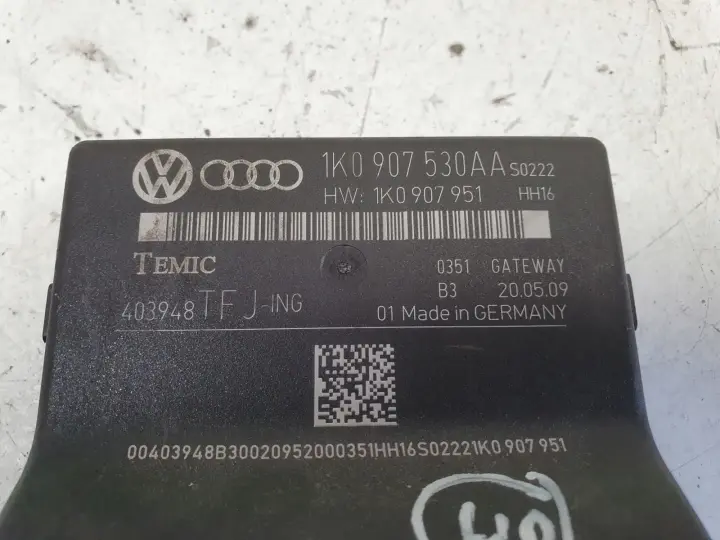 1K0 907 530AA S0222
HW: 1K0 907 951 HH16
TEMIC
0351 GATEWAY
B3 20.05.09
403948 TFJ-ING
01 Made in GERMANY
00403948B30020952000351HH16S02221K0 907 951